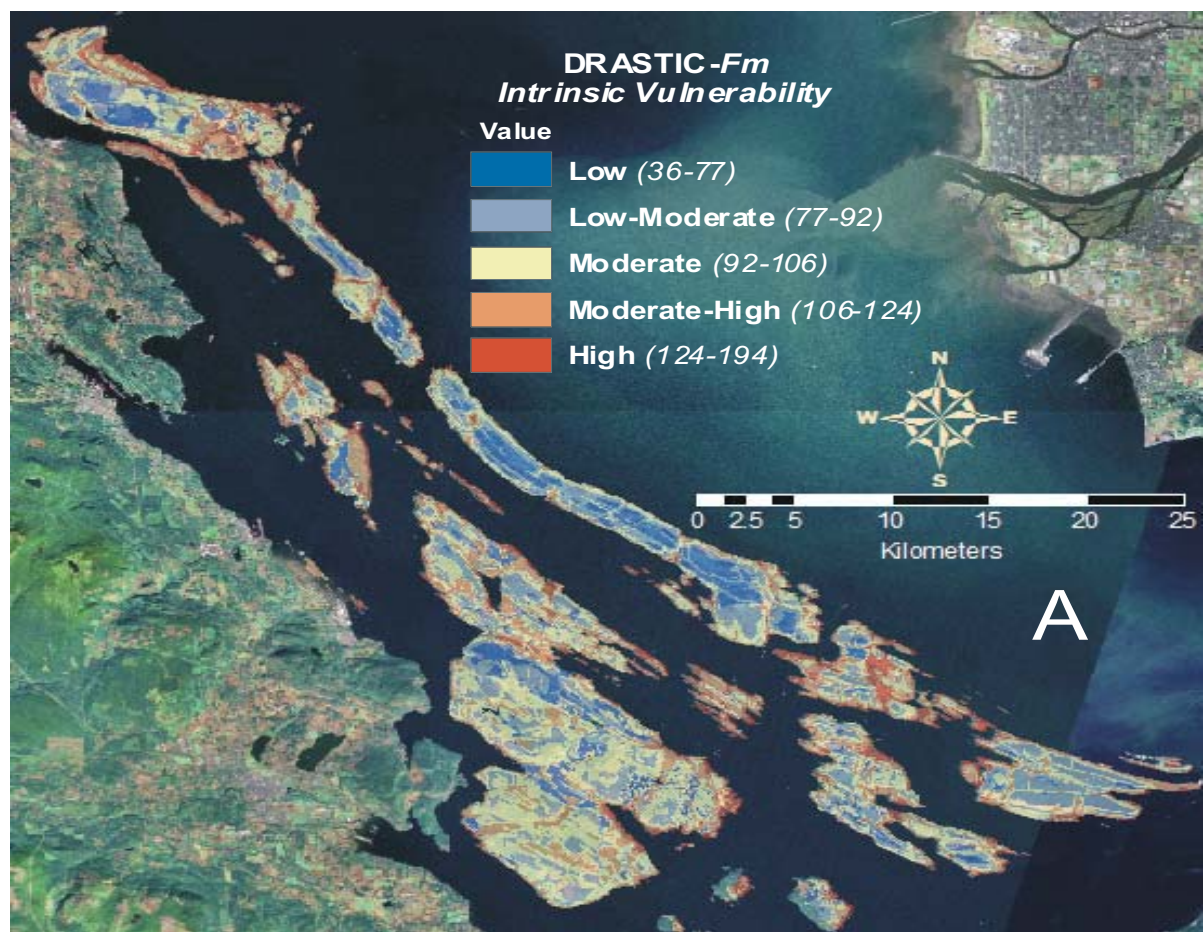 DRASTIC-Fm
Intrinsic Vulnerability
Value
Low (36-77)
Low-Moderate (77-92)
Moderate (92-106)
Moderate-High (106-124)
High (124-194)
N
W E
S
0 2.5 5 10 15 20 25
Kilometers
A